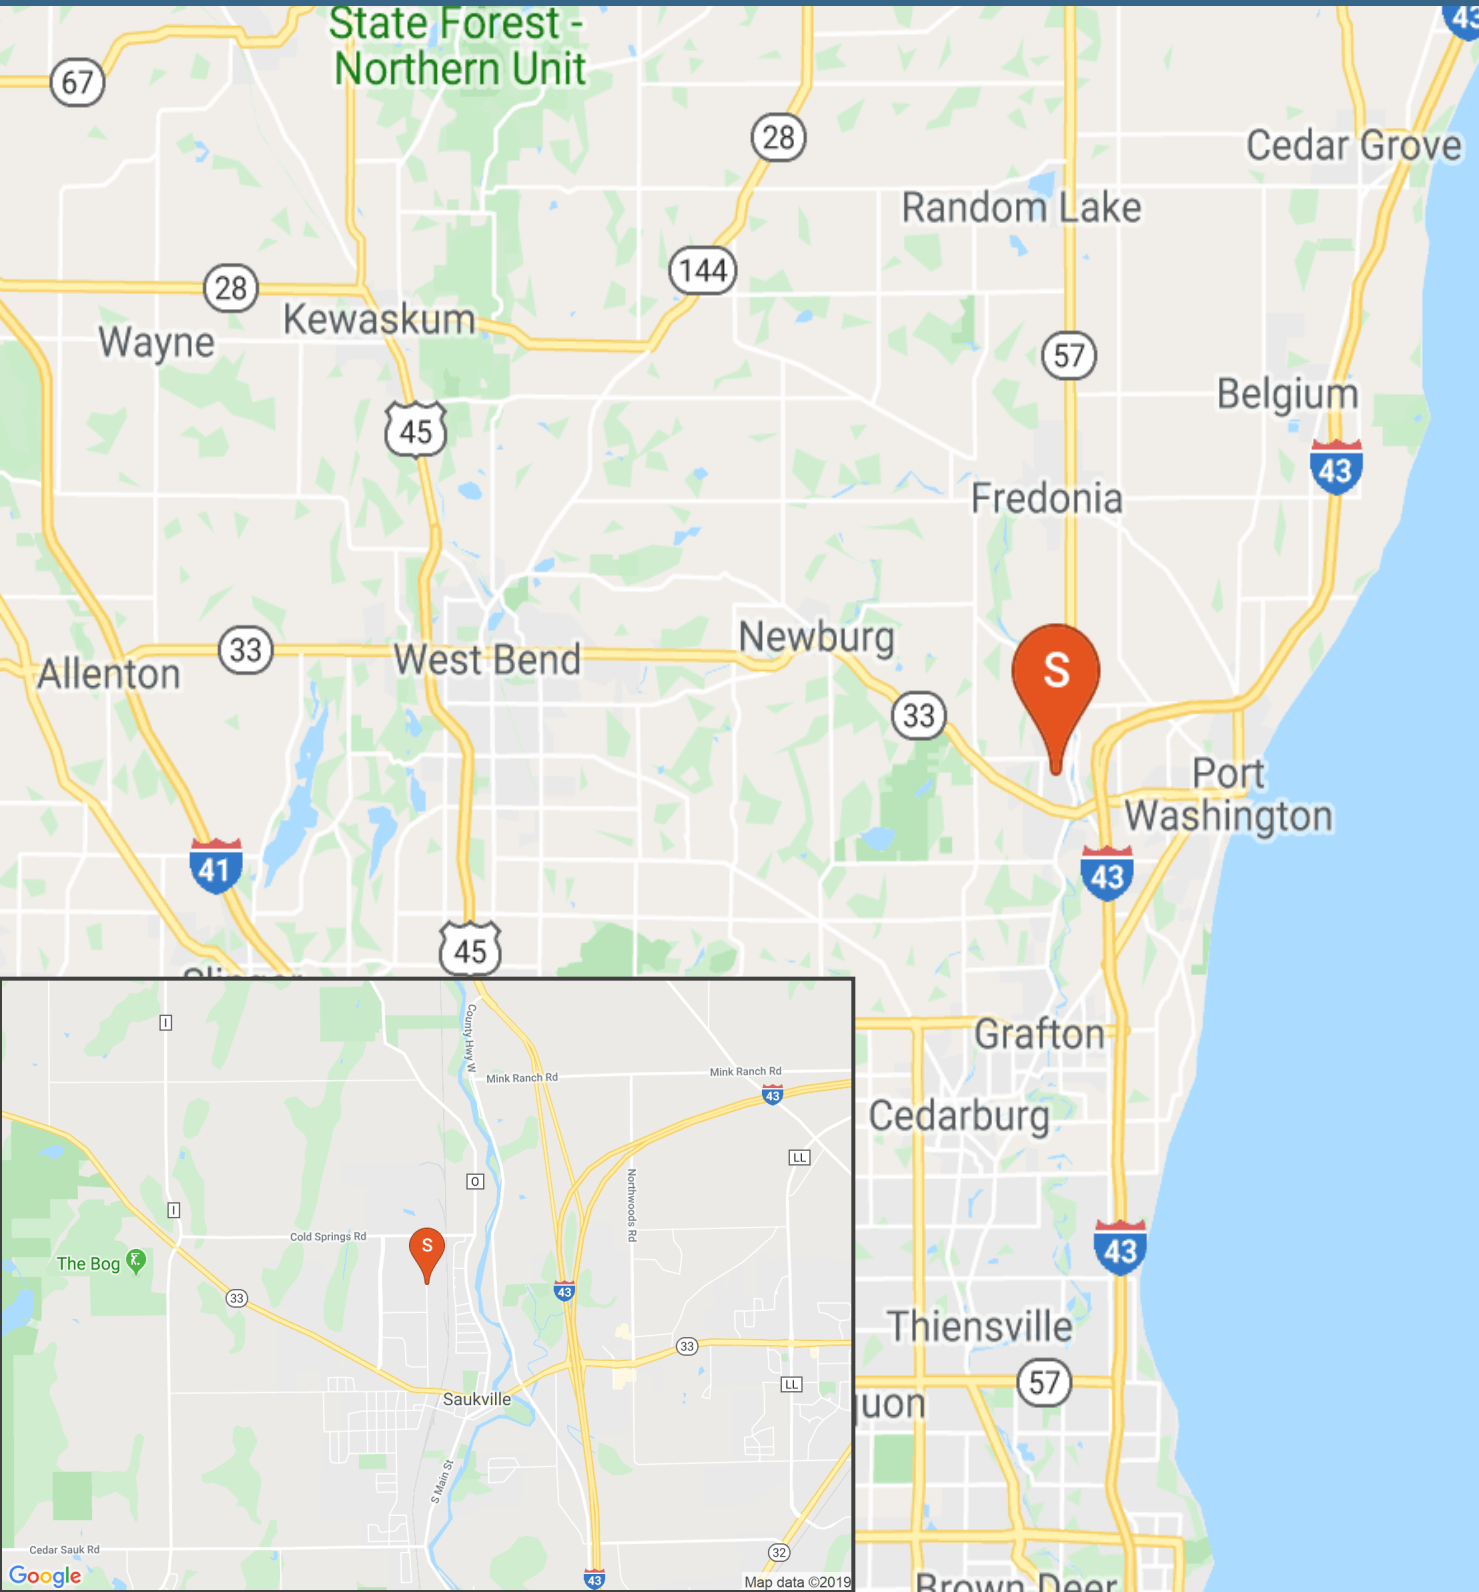 State Forest -
Northern Unit
43
67
28
Cedar Grove
Random Lake
144
28
Kewaskum
Wayne
57
Belgium
45
43
Fredonia
Newburg
33
West Bend
Allenton
S
33
Port
Washington
41
43
45
Slinger
Grafton
Cedarburg
43
Thiensville
57
quon
Brown Deer
I
County Hwy W
Mink Ranch Rd
Mink Ranch Rd
43
LL
O
Northwoods Rd
I
Cold Springs Rd
S
The Bog
43
33
33
LL
Saukville
S Main St
Cedar Sauk Rd
32
Google
43
Map data ©2019